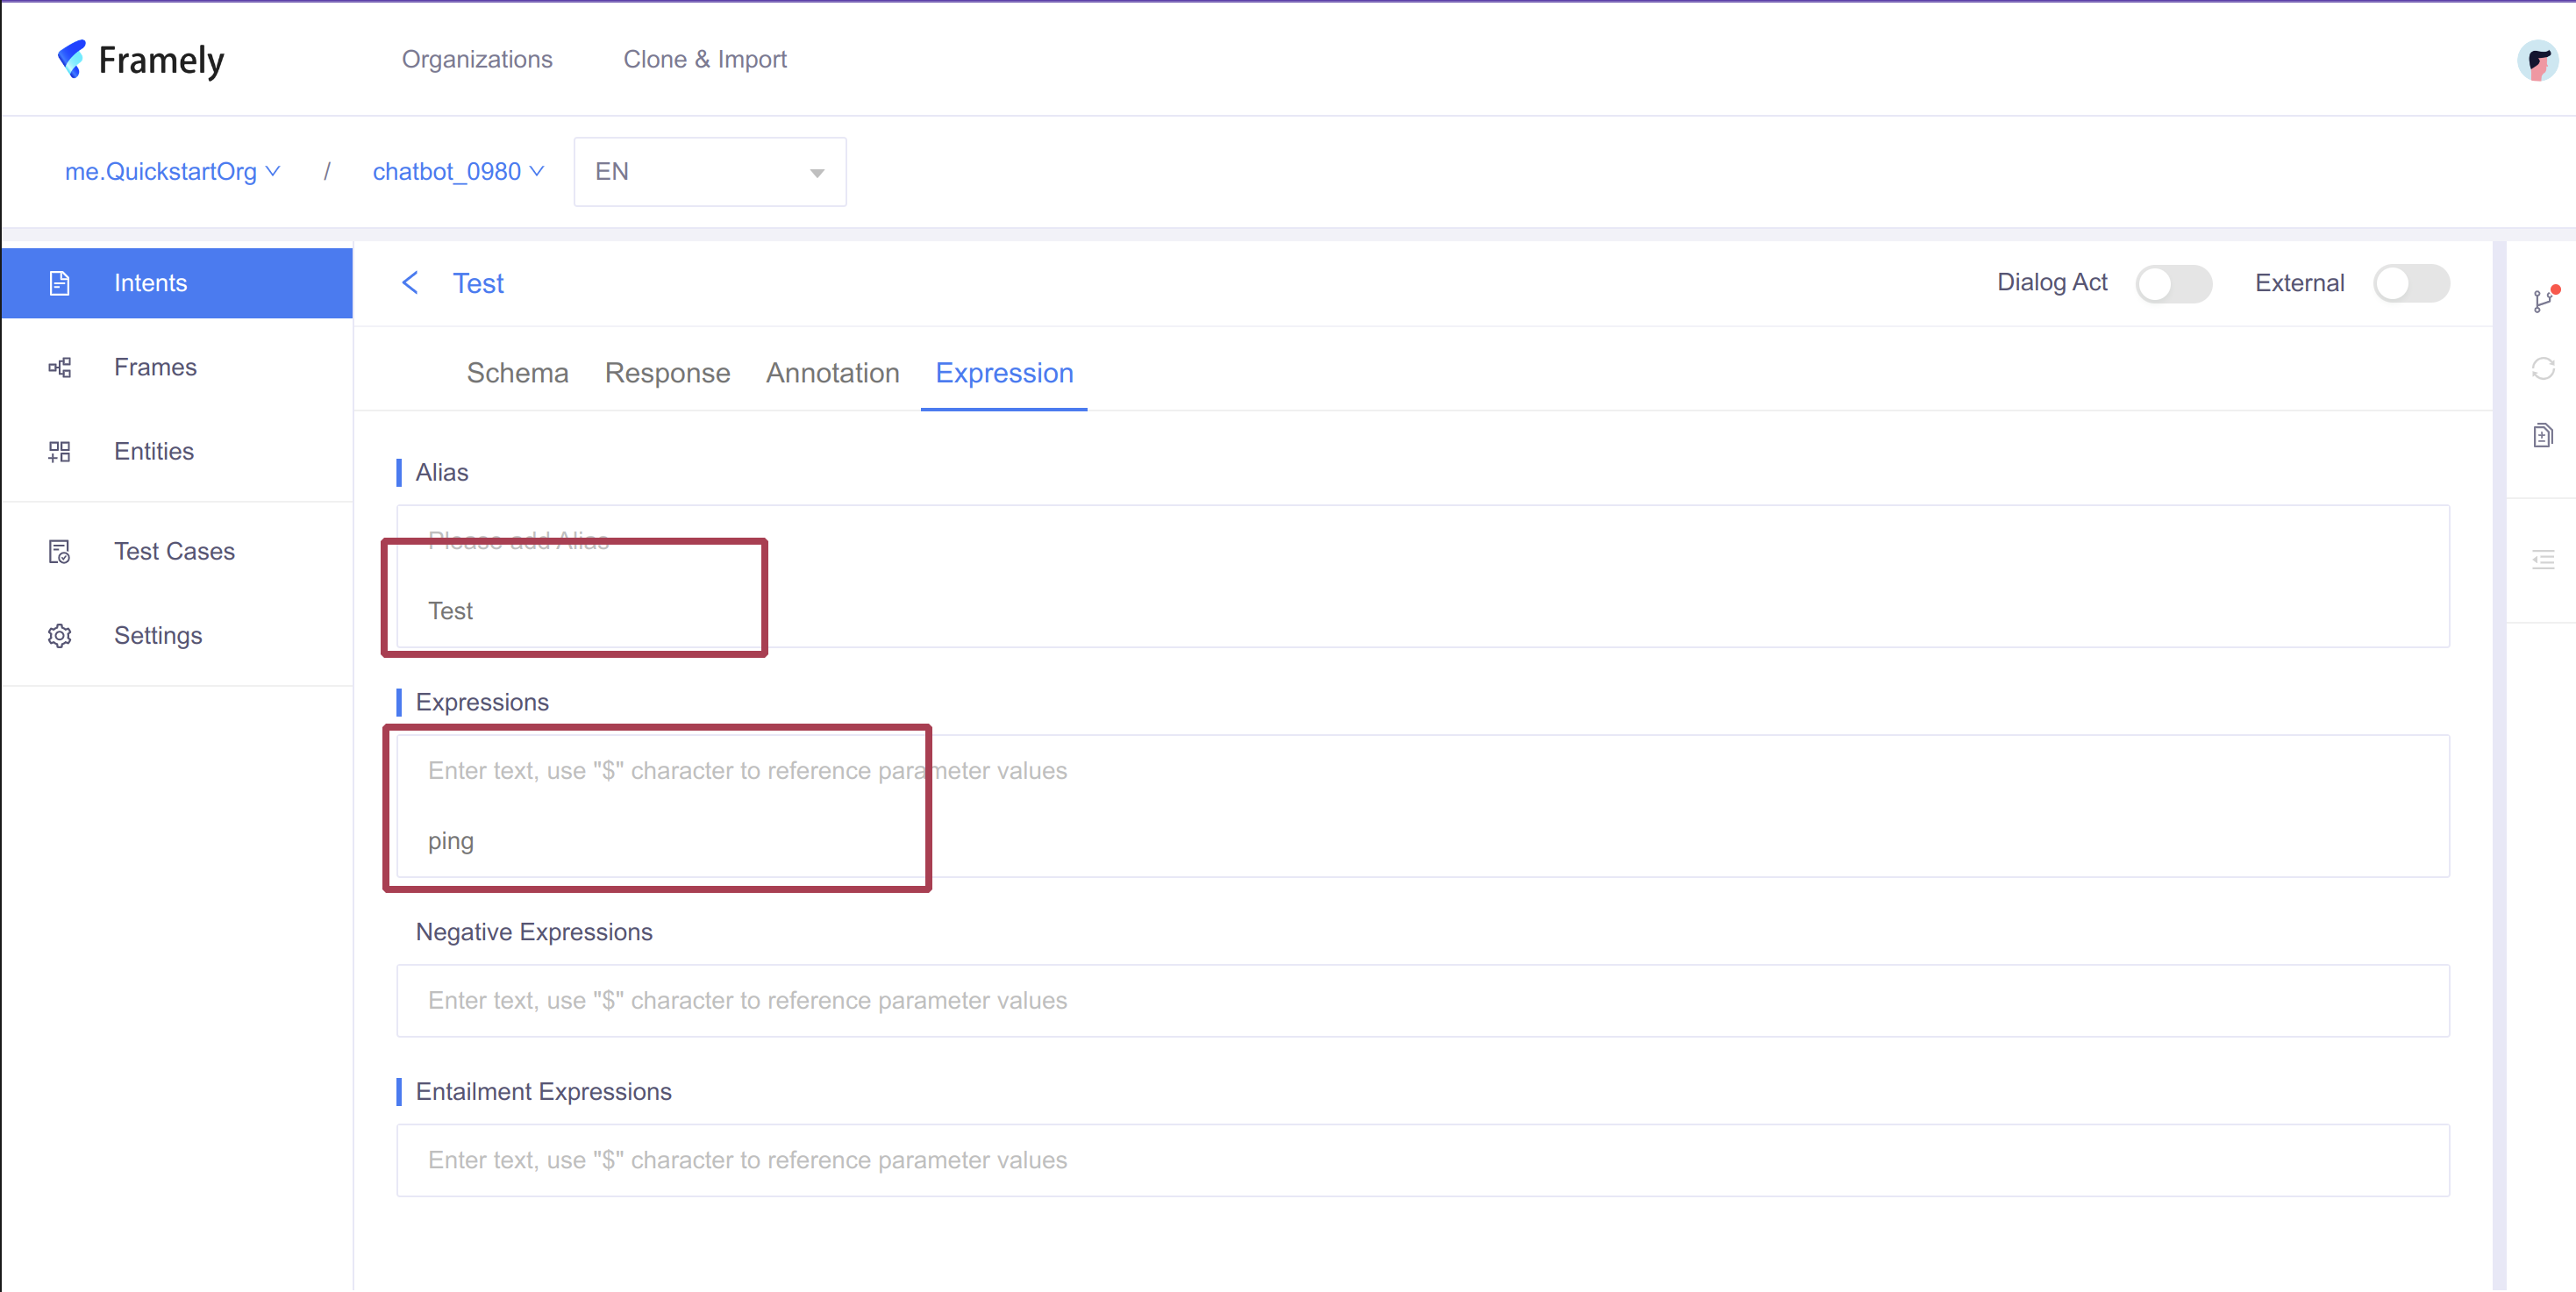 Framely
Organizations
Clone & Import
me.QuickstartOrg
/
chatbot_0980
EN
Intents
Frames
Entities
Test Cases
Settings
Test
Dialog Act
External
Schema
Response
Annotation
Expression
Alias
Please add Alias
Test
Expressions
Enter text, use "$" character to reference parameter values
ping
Negative Expressions
Enter text, use "$" character to reference parameter values
Entailment Expressions
Enter text, use "$" character to reference parameter values